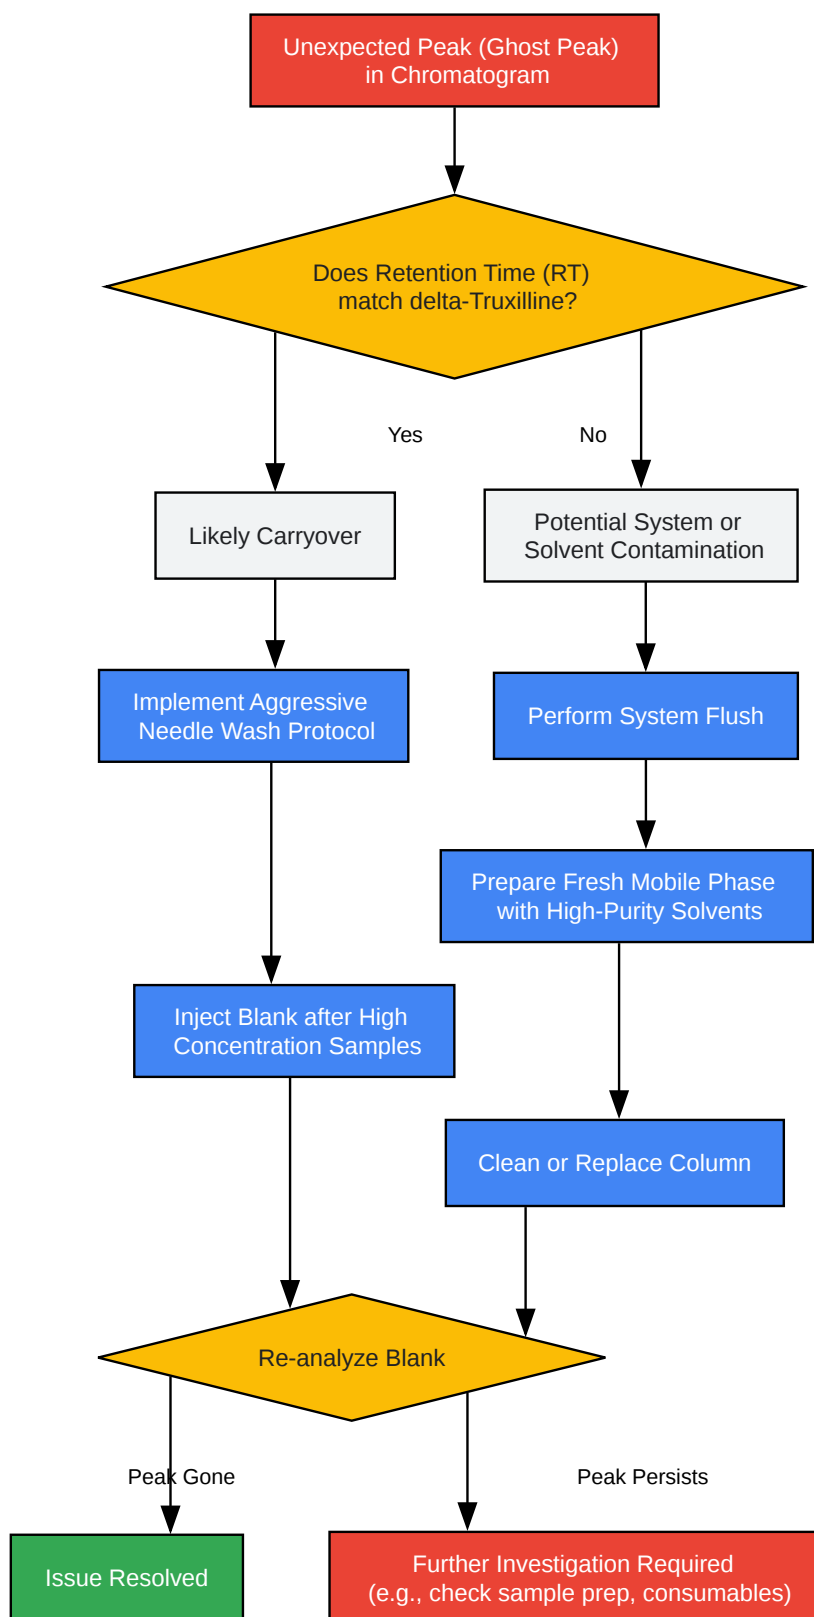 Unexpected Peak (Ghost Peak)
in Chromatogram
Does Retention Time (RT)
match delta-Truxilline?
Yes
No
Likely Carryover
Potential System or
Solvent Contamination
Implement Aggressive
Needle Wash Protocol
Perform System Flush
Prepare Fresh Mobile Phase
with High-Purity Solvents
Inject Blank after High
Concentration Samples
Clean or Replace Column
Re-analyze Blank
Peak Gone
Peak Persists
Issue Resolved
Further Investigation Required
(e.g., check sample prep, consumables)